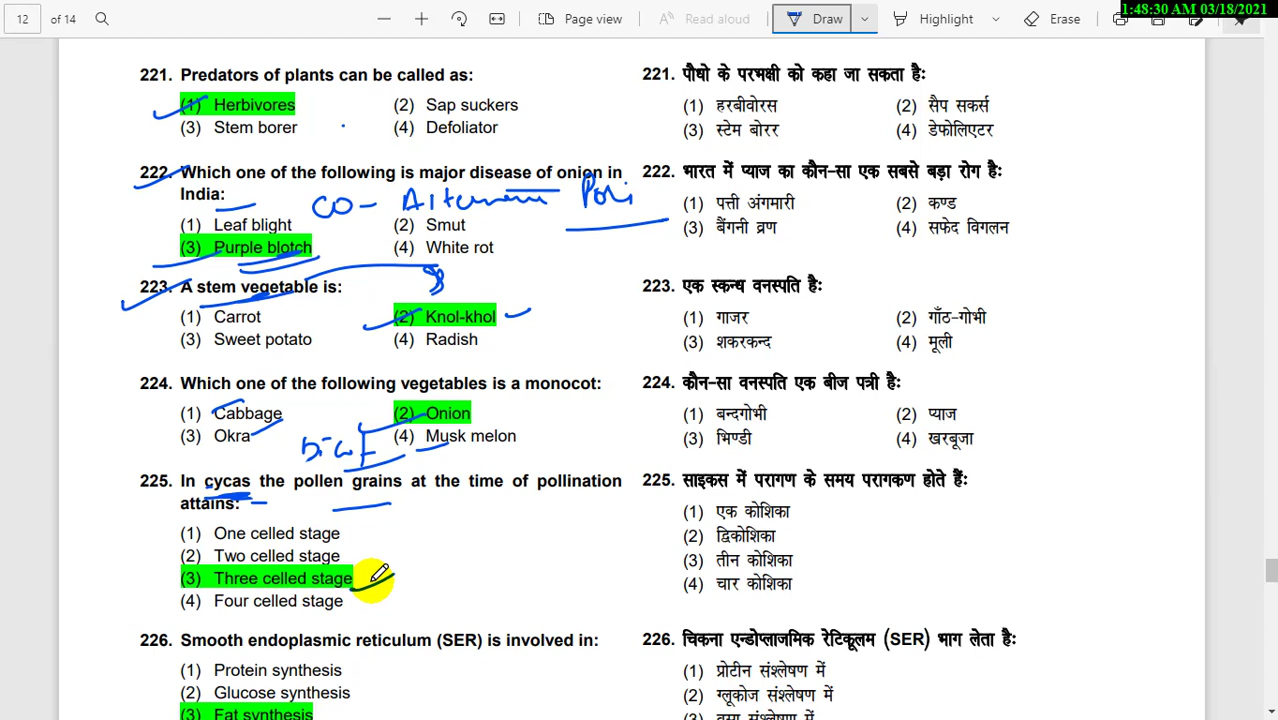 12 of 14 Page view Read aloud Draw Highlight Erase
1:48:30 AM 03/18/2021
221. Predators of plants can be called as:
(1) Herbivores (2) Sap suckers
(3) Stem borer (4) Defoliator
222. Which one of the following is major disease of onion in
India:
CO -
(1) Leaf blight (2) Smut
(3) Purple blotch (4) White rot
223. A stem vegetable is:
(1) Carrot (2) Knol-khol
(3) Sweet potato (4) Radish
224. Which one of the following vegetables is a monocot:
(1) Cabbage (2) Onion
(3) Okra (4) Musk melon
225. In cycas the pollen grains at the time of pollination
attains:
(1) One celled stage
(2) Two celled stage
(3) Three celled stage
(4) Four celled stage
226. Smooth endoplasmic reticulum (SER) is involved in:
(1) Protein synthesis
(2) Glucose synthesis
(3) Fat synthesis
221. पौधो के परभक्षी को कहा जा सकता हैः
(1) हरबीवोरस (2) सैप सकर्स
(3) स्टेम बोरर (4) डेफोलिएटर
222. भारत में प्याज का कौन-सा एक सबसे बड़ा रोग हैः
(1) पत्ती अंगमारी (2) कण्ड
(3) बैंगनी व्रण (4) सफेद विगलन
223. एक स्कन्ध वनस्पति हैः
(1) गाजर (2) गाँठ-गोभी
(3) शकरकन्द (4) मूली
224. कौन-सा वनस्पति एक बीज पत्री हैः
(1) बन्दगोभी (2) प्याज
(3) भिण्डी (4) खरबूजा
225. साइकस में परागण के समय परागकण होते हैंः
(1) एक कोशिका
(2) द्विकोशिका
(3) तीन कोशिका
(4) चार कोशिका
226. चिकना एन्डोप्लाजमिक रेटिकूलम (SER) भाग लेता हैः
(1) प्रोटीन संश्लेषण में
(2) ग्लूकोज संश्लेषण में